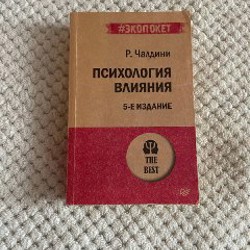 #ЭКОПОКЕТ
Р. Чалдини
ПСИХОЛОГИЯ
ВЛИЯНИЯ
5-Е ИЗДАНИЕ
THE
BEST